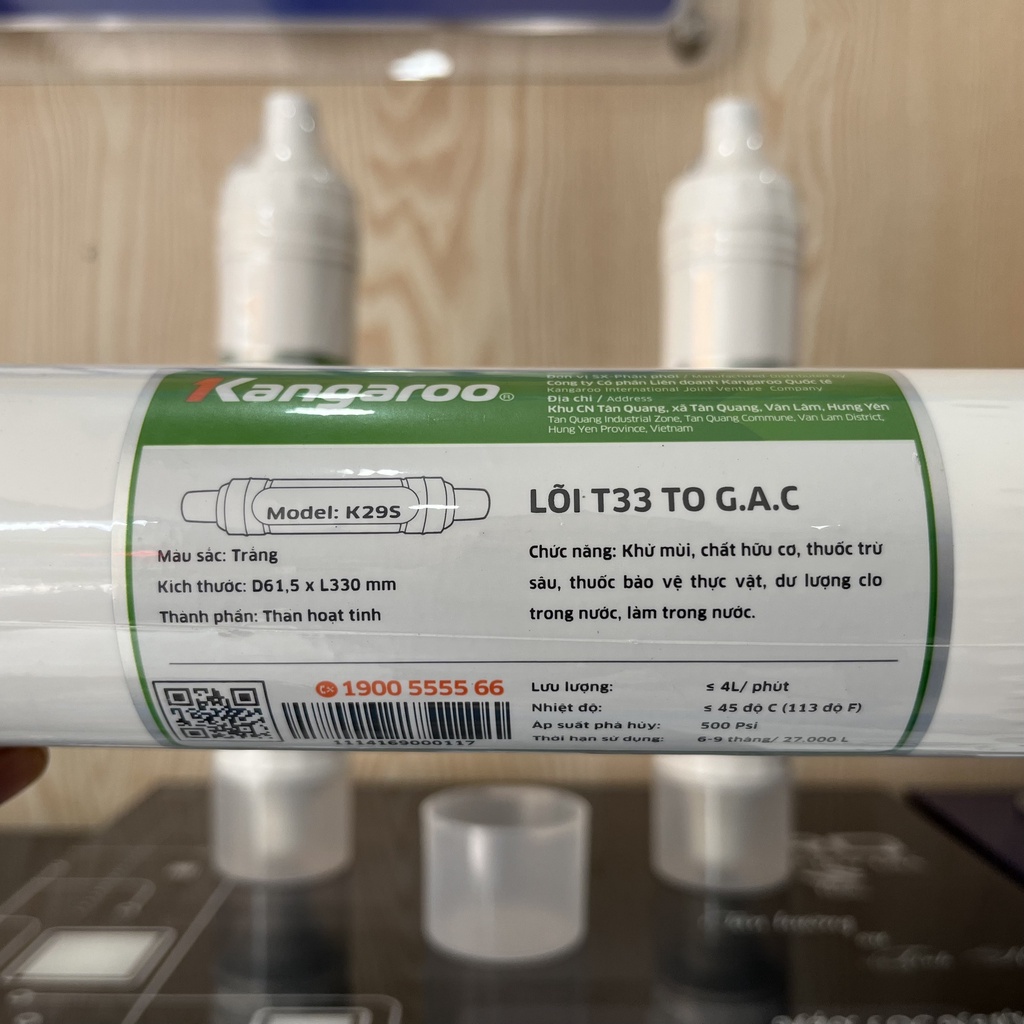 Kangaroo®
Đơn vị SX-Phân phối / Manufactured Distributed by
Công ty Cổ phần Liên doanh Kangaroo Quốc tế
Kangaroo International Joint Venture Company
Địa chỉ / Address
Khu CN Tân Quang, xã Tân Quang, Văn Lâm, Hưng Yên
Tan Quang Industrial Zone, Tan Quang Commune, Van Lam District,
Hung Yen Province, Vietnam
Model: K29S
Màu sắc: Trắng
Kích thước: D61,5 x L330 mm
Thành phần: Than hoạt tính
LÕI T33 TO G.A.C
Chức năng: Khử mùi, chất hữu cơ, thuốc trừ
sâu, thuốc bảo vệ thực vật, dư lượng clo
trong nước, làm trong nước.
1900 5555 66
1114169000117
Lưu lượng: ≤ 4L/ phút
Nhiệt độ: ≤ 45 độ C (113 độ F)
Áp suất phá hủy: 500 Psi
Thời hạn sử dụng: 6-9 tháng/ 27.000 L